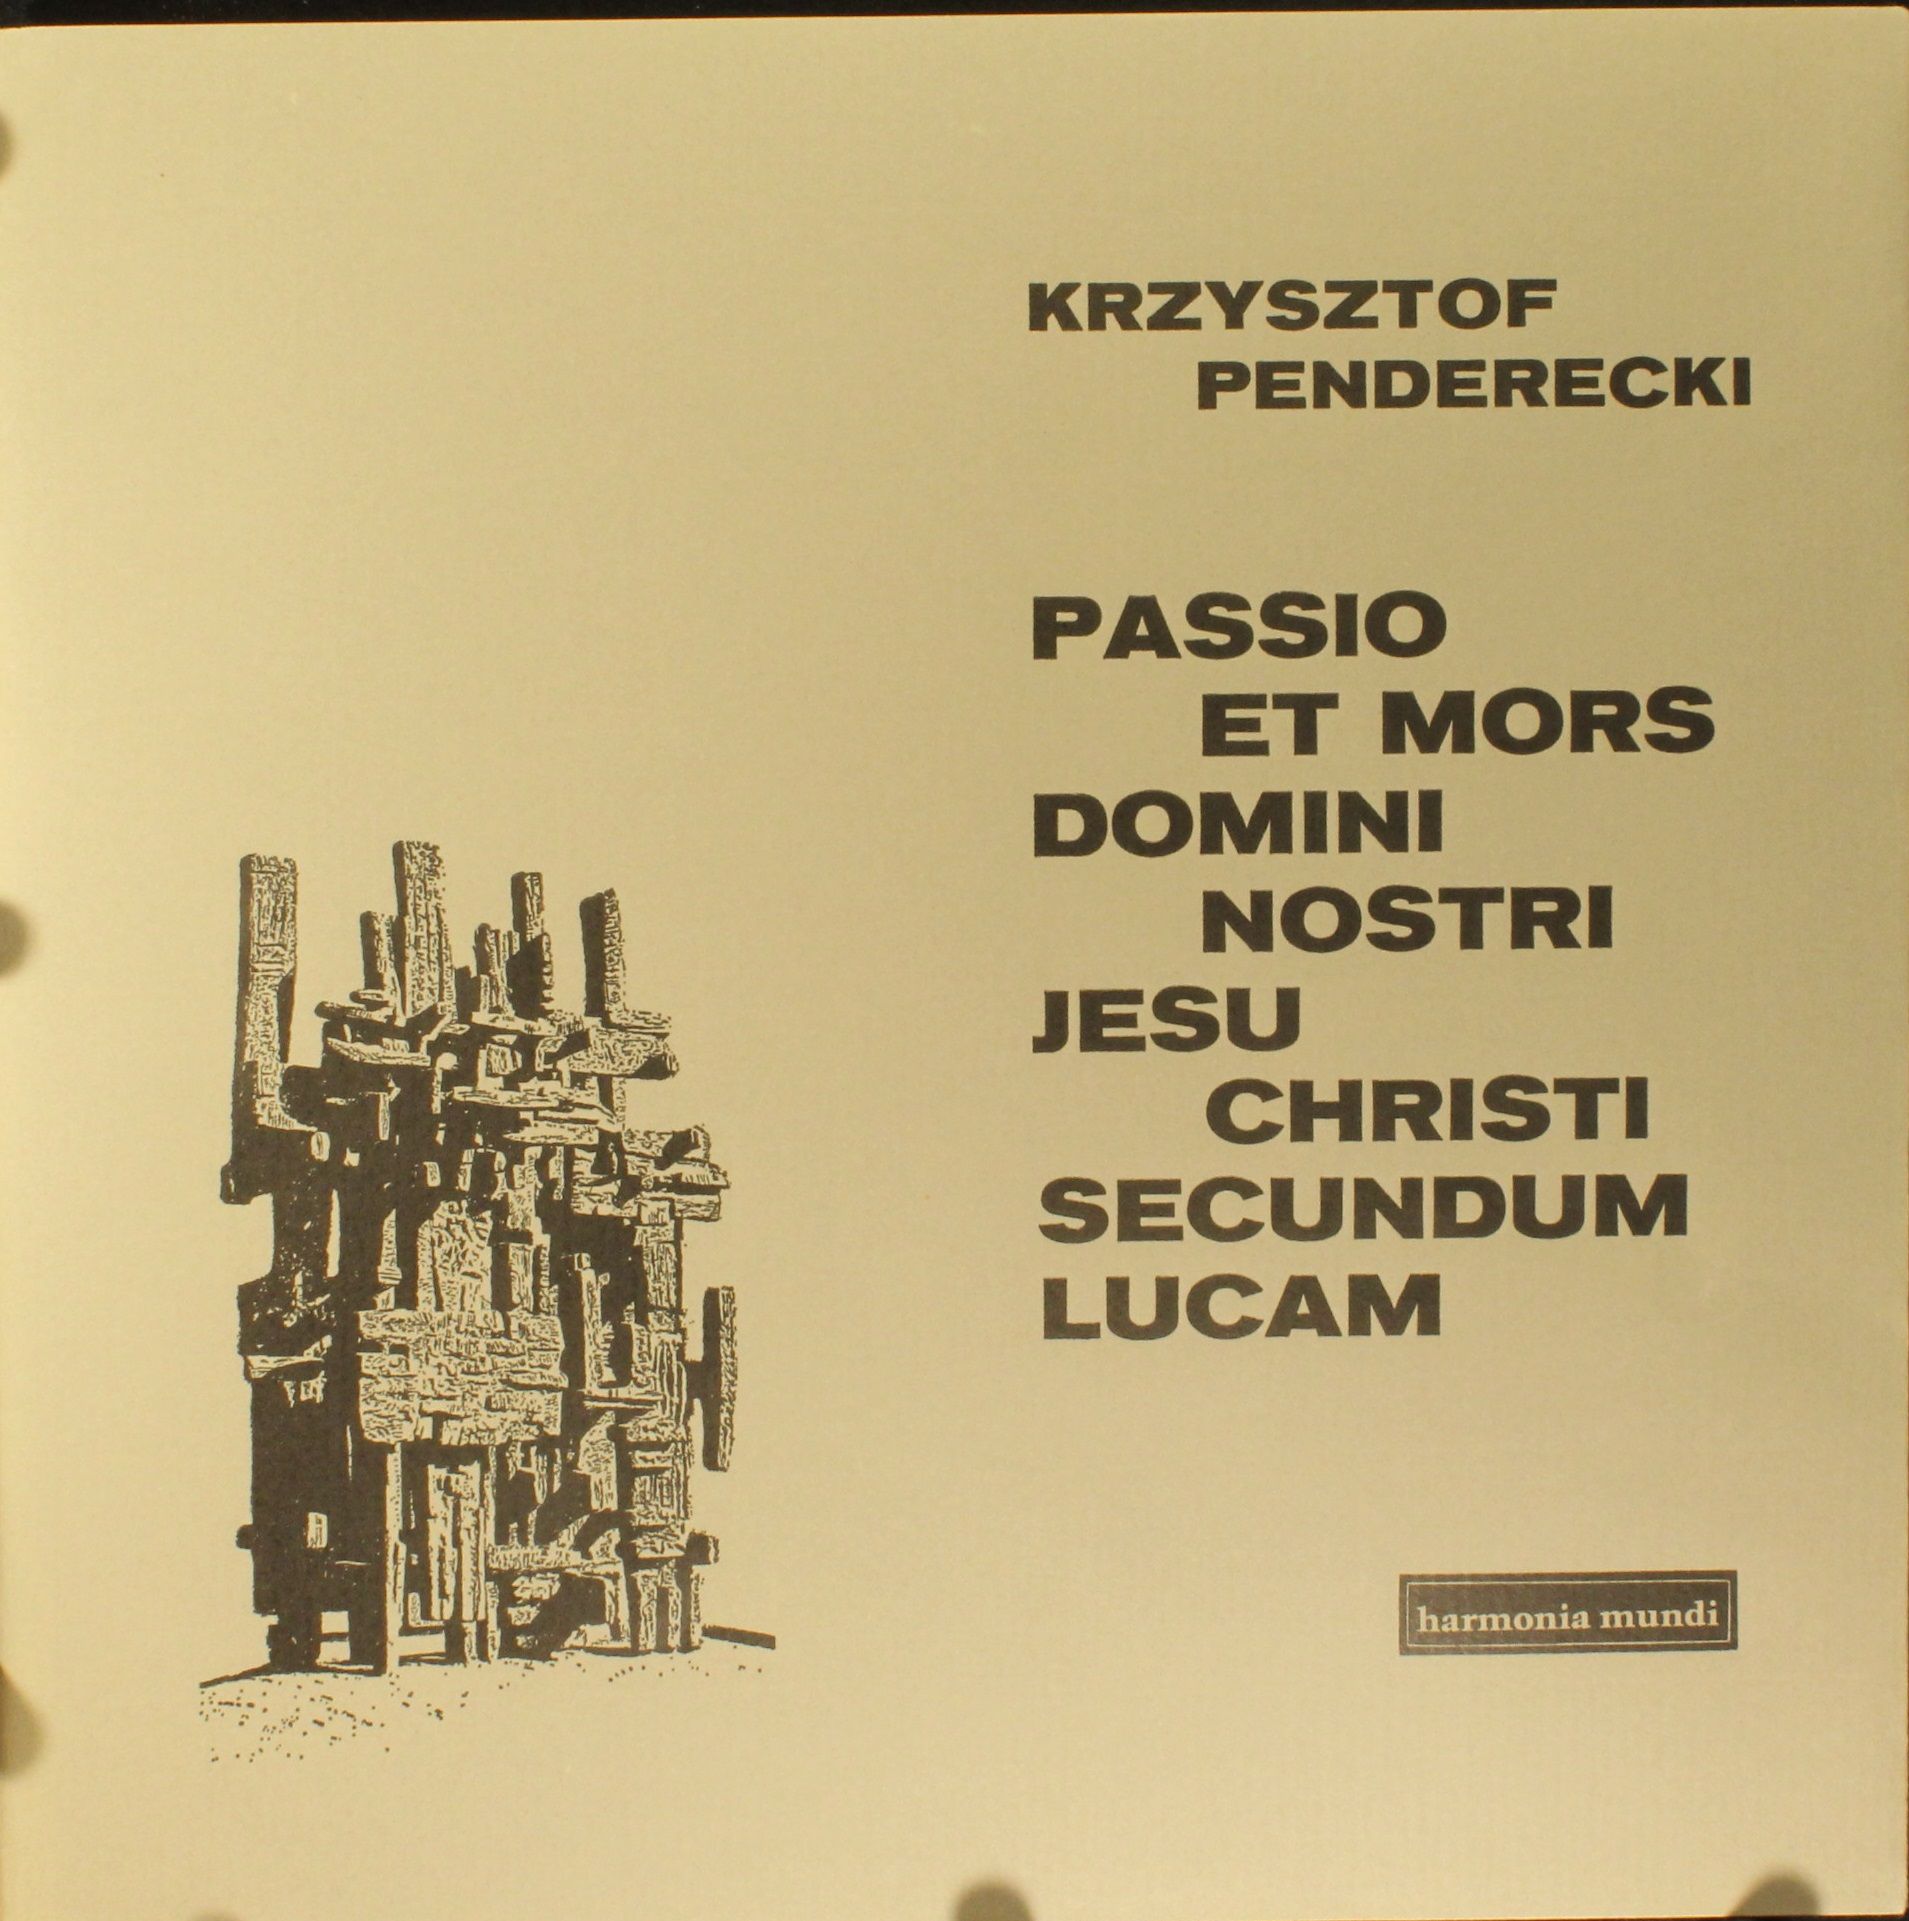 KRZYSZTOF
PENDERECKI
PASSIO
ET MORS
DOMINI
NOSTRI
JESU
CHRISTI
SECUNDUM
LUCAM
harmonia mundi